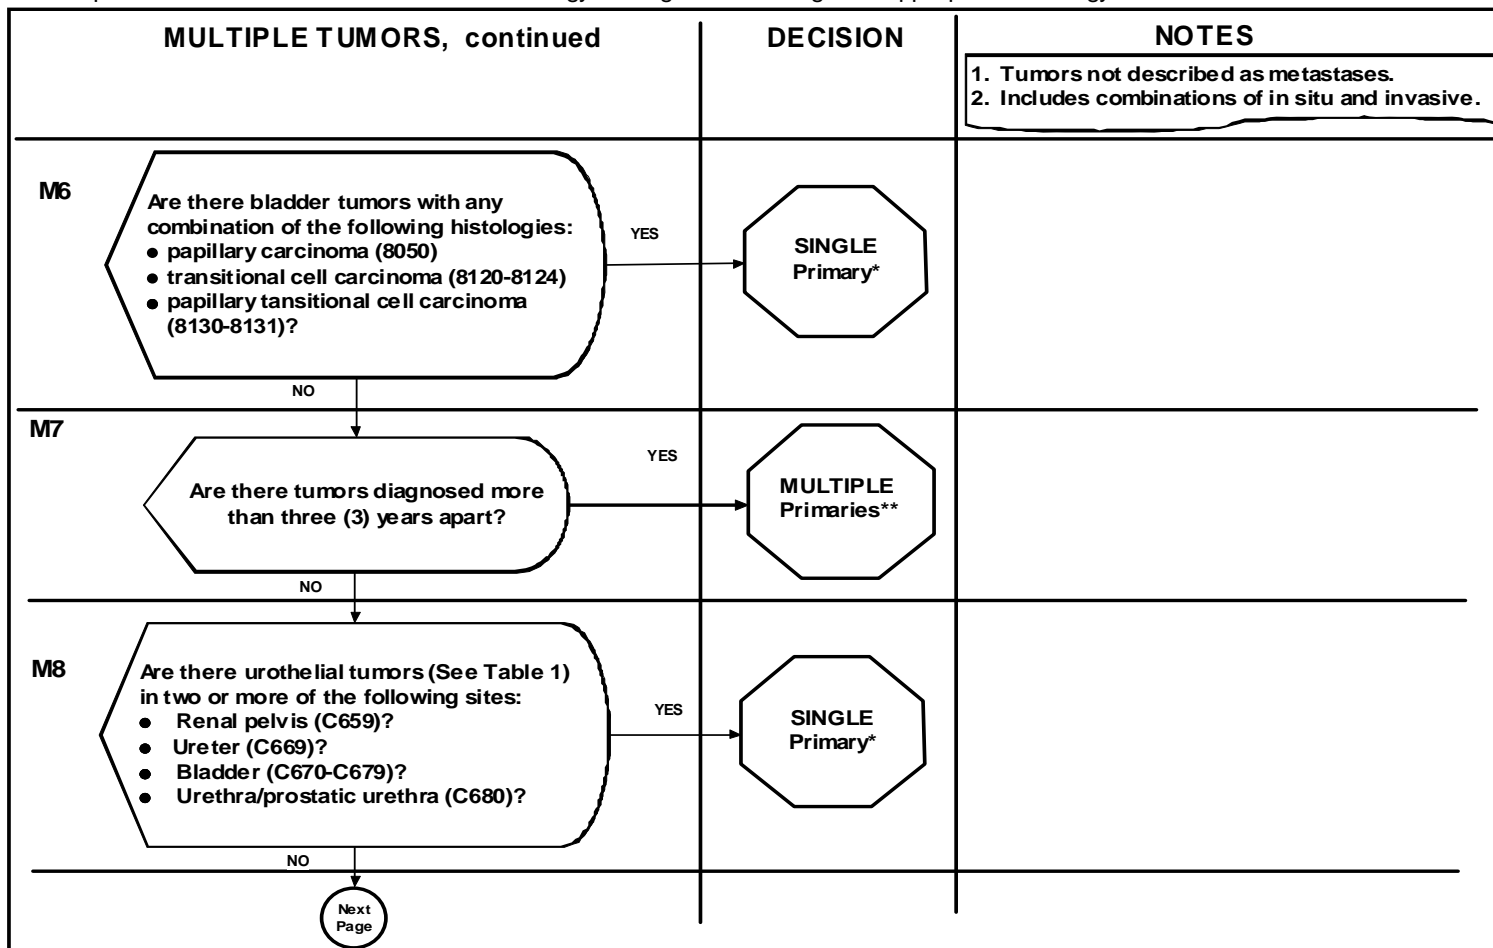 MULTIPLE TUMORS, continued
DECISION
NOTES
1. Tumors not described as metastases.
2. Includes combinations of in situ and invasive.
M6
Are there bladder tumors with any
combination of the following histologies:
● papillary carcinoma (8050)
● transitional cell carcinoma (8120-8124)
● papillary tansitional cell carcinoma
(8130-8131)?
YES
SINGLE
Primary*
NO
M7
Are there tumors diagnosed more
than three (3) years apart?
YES
MULTIPLE
Primaries**
NO
M8
Are there urothelial tumors (See Table 1)
in two or more of the following sites:
● Renal pelvis (C659)?
● Ureter (C669)?
● Bladder (C670-C679)?
● Urethra/prostatic urethra (C680)?
YES
SINGLE
Primary*
NO
Next
Page